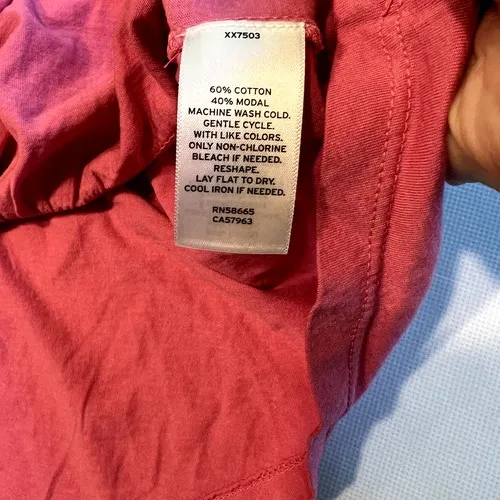 XX7503
60% COTTON
40% MODAL
MACHINE WASH COLD.
GENTLE CYCLE.
WITH LIKE COLORS.
ONLY NON-CHLORINE
BLEACH IF NEEDED.
RESHAPE.
LAY FLAT TO DRY.
COOL IRON IF NEEDED.
RN58665
CA57963